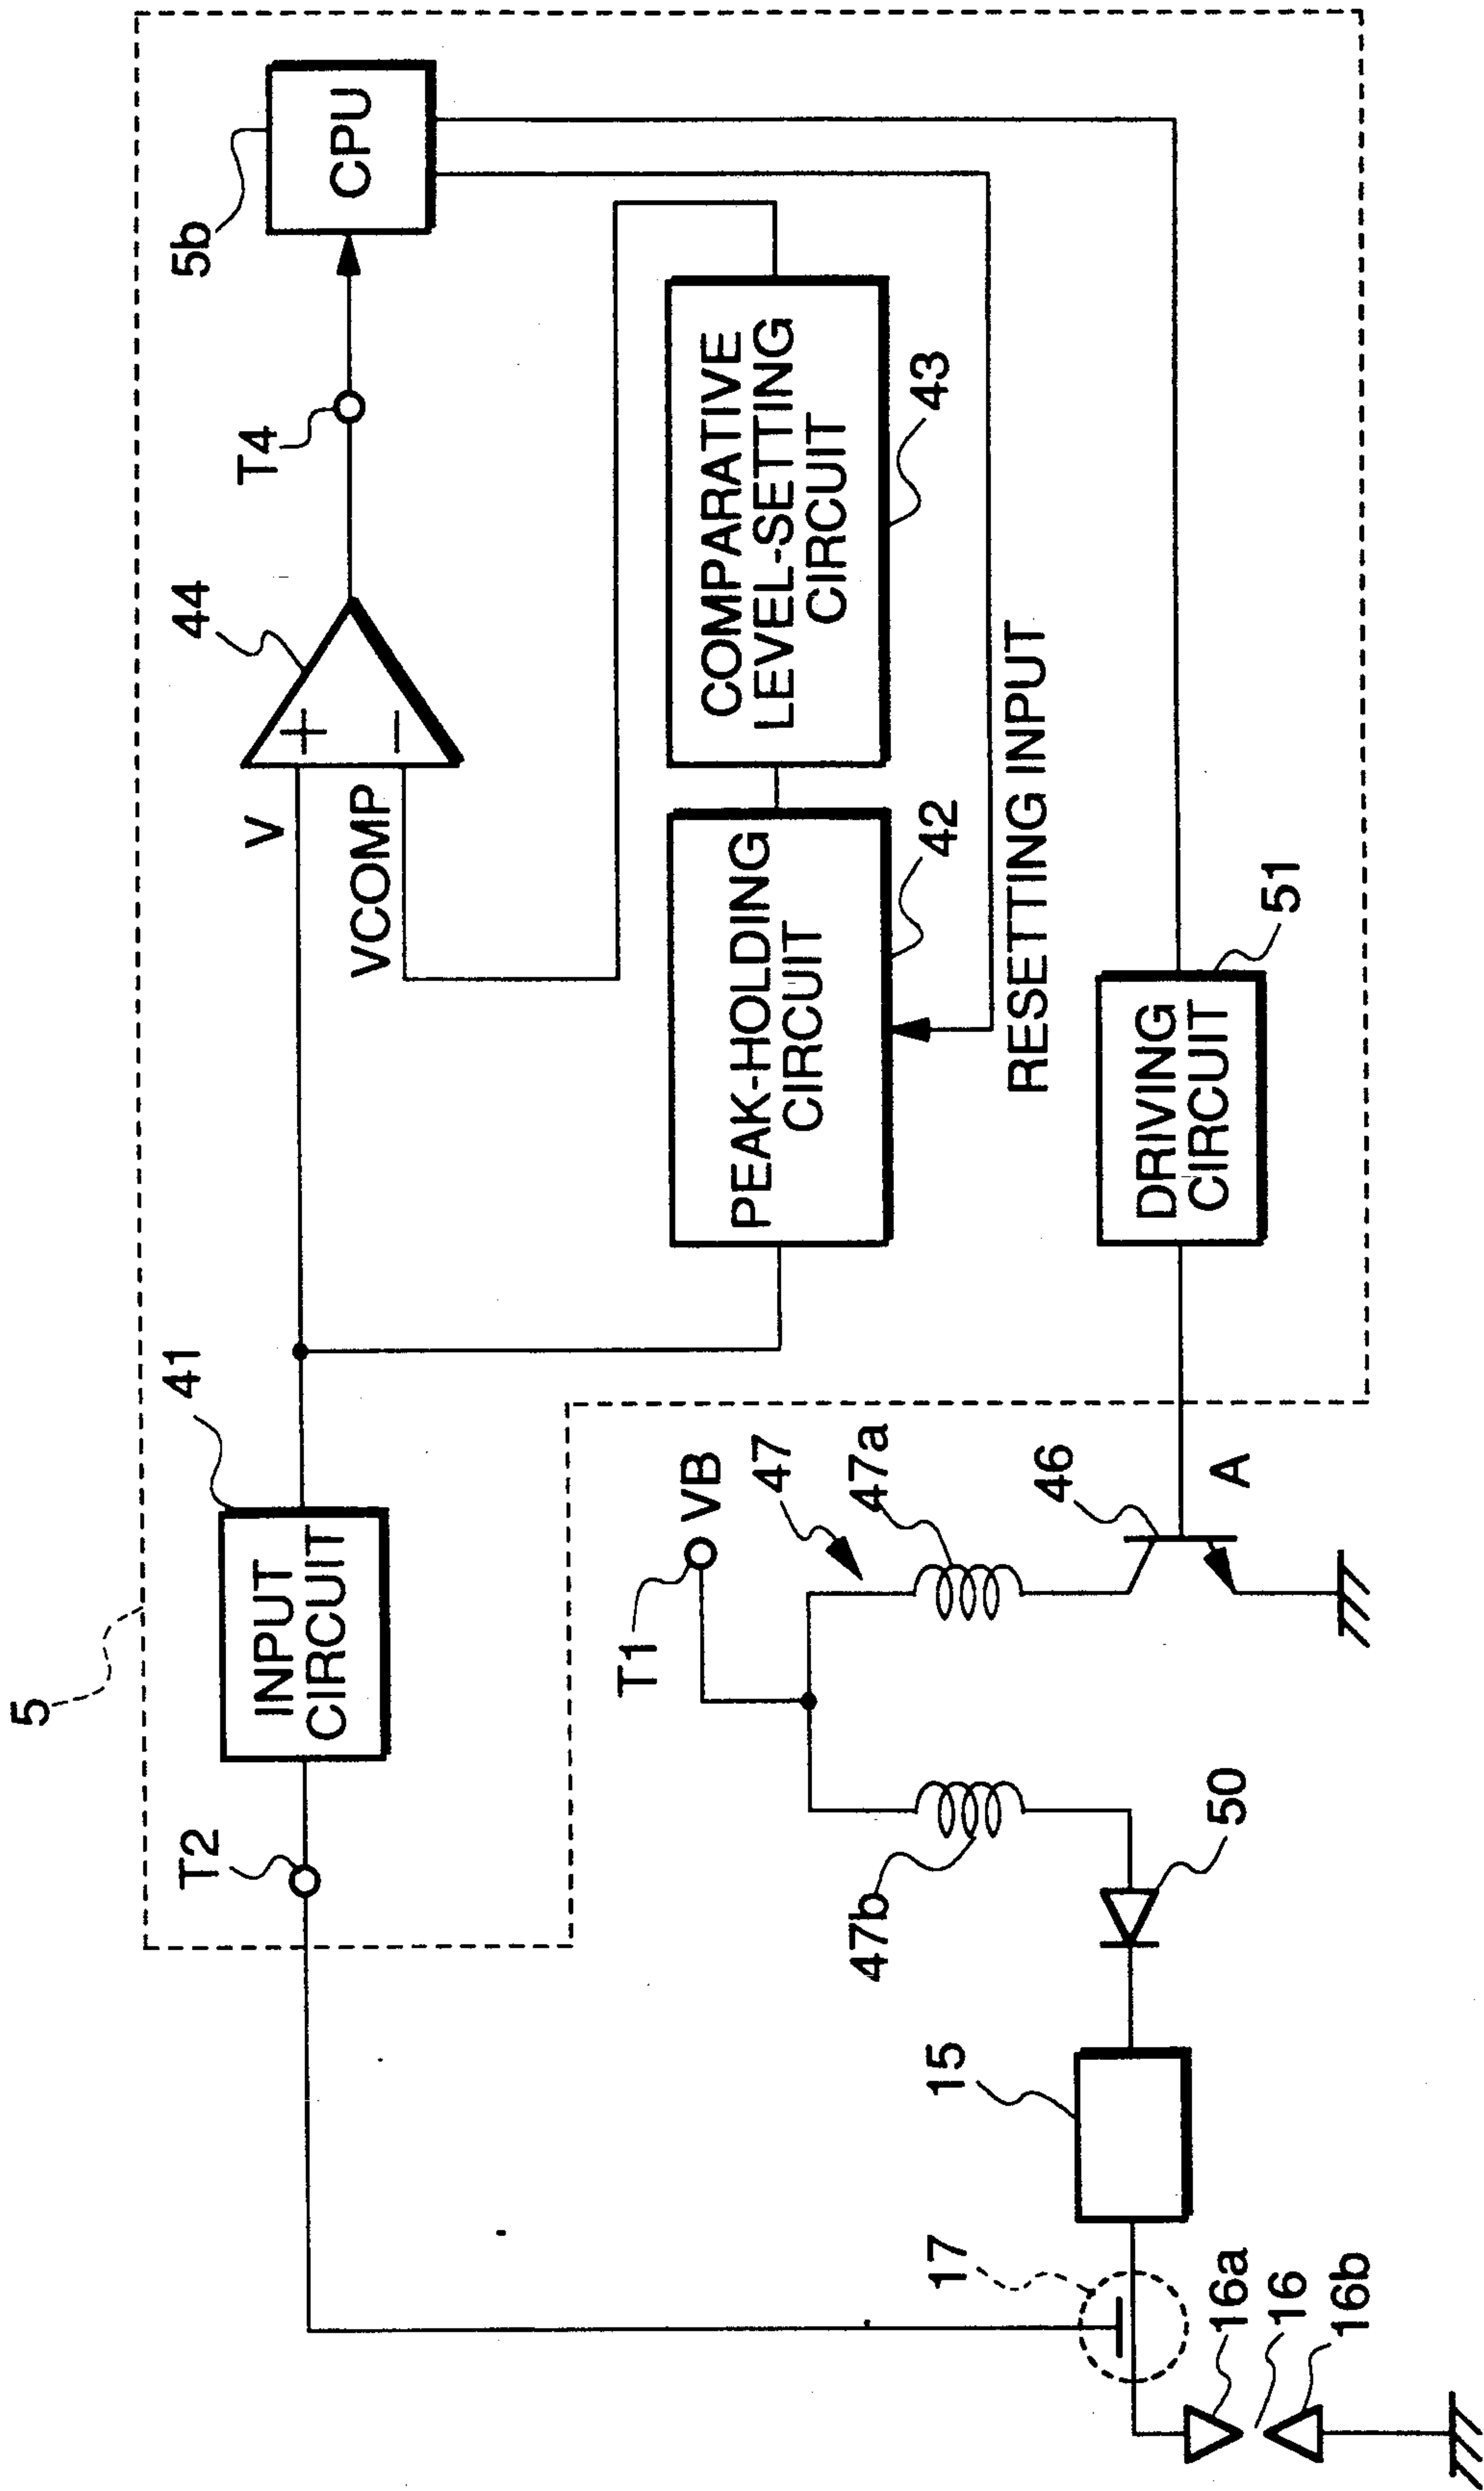 5
T2
INPUT
CIRCUIT
41
V
VCOMP
+
−
44
T4
5b
CPU
PEAK-HOLDING
CIRCUIT
42
COMPARATIVE
LEVEL-SETTING
CIRCUIT
43
RESETTING INPUT
DRIVING
CIRCUIT
51
T1
VB
47
47a
46
A
47b
50
15
17
16a
16
16b